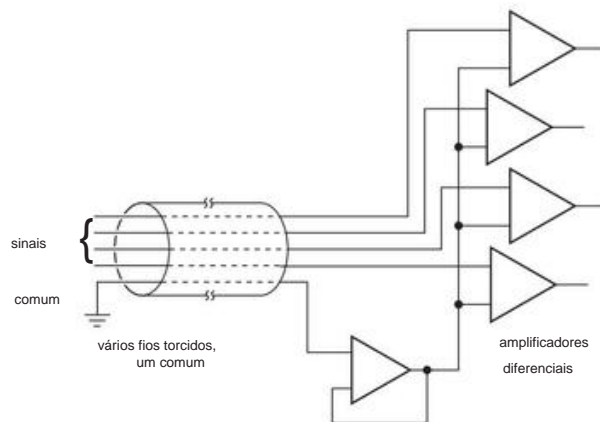 sinais
comum
vários fios torcidos,
um comum
amplificadores
diferenciais